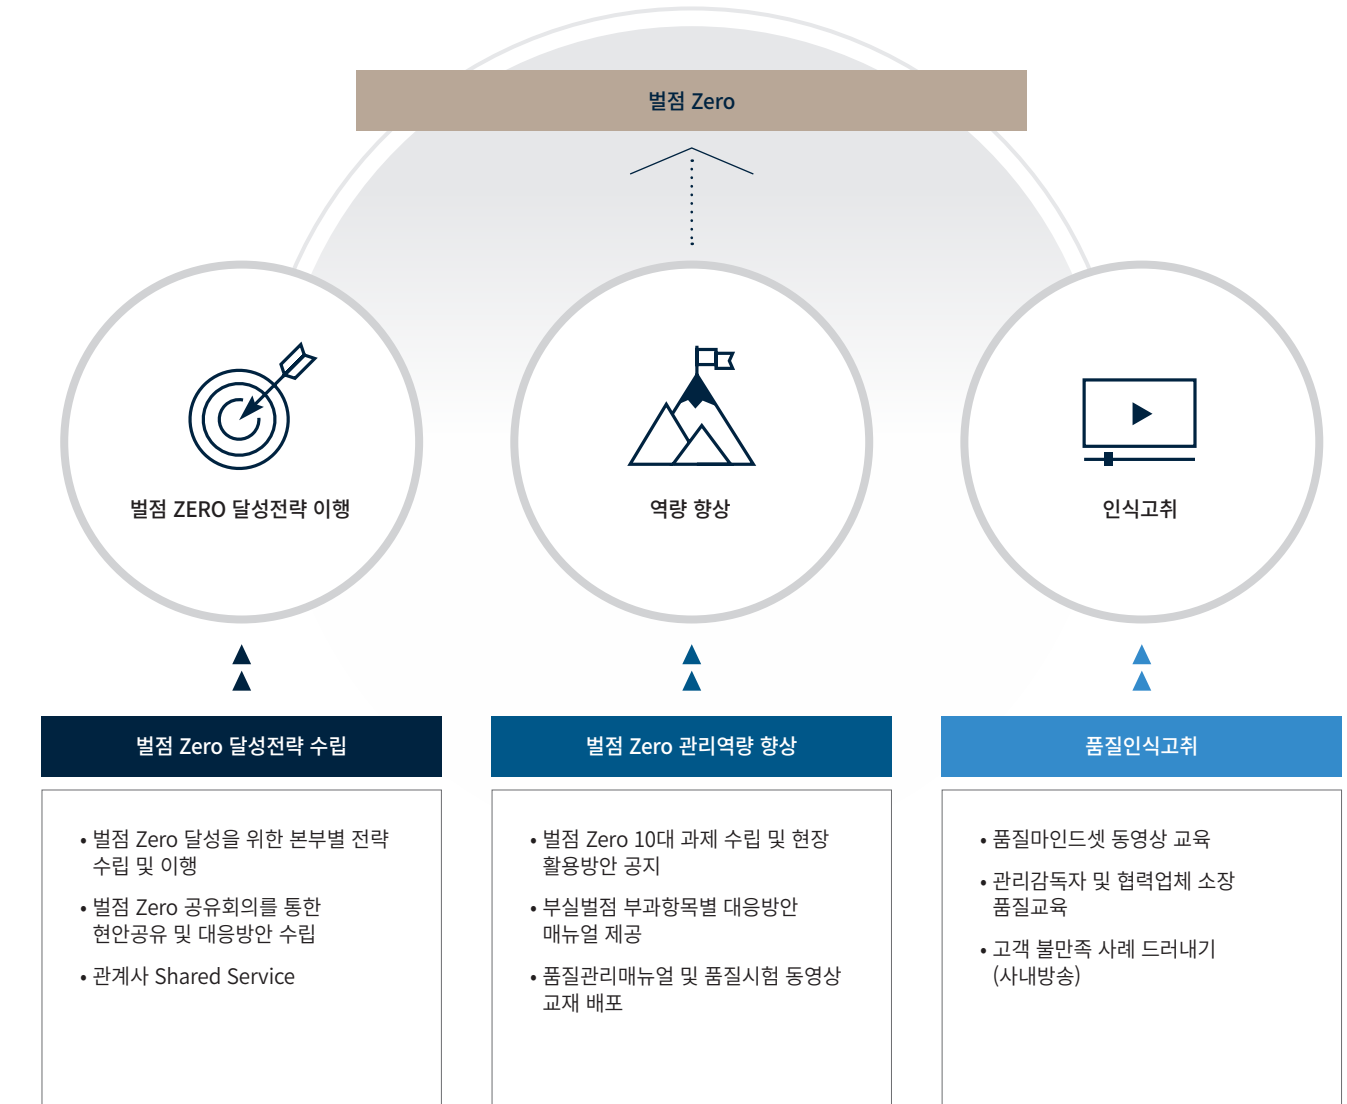 벌점 Zero
벌점 ZERO 달성전략 이행
역량 향상
인식고취
벌점 Zero 달성전략 수립
• 벌점 Zero 달성을 위한 본부별 전략
수립 및 이행
• 벌점 Zero 공유회의를 통한
현안공유 및 대응방안 수립
• 관계사 Shared Service
벌점 Zero 관리역량 향상
• 벌점 Zero 10대 과제 수립 및 현장
활용방안 공지
• 부실벌점 부과항목별 대응방안
매뉴얼 제공
• 품질관리매뉴얼 및 품질시험 동영상
교재 배포
품질인식고취
• 품질마인드셋 동영상 교육
• 관리감독자 및 협력업체 소장
품질교육
• 고객 불만족 사례 드러내기
(사내방송)